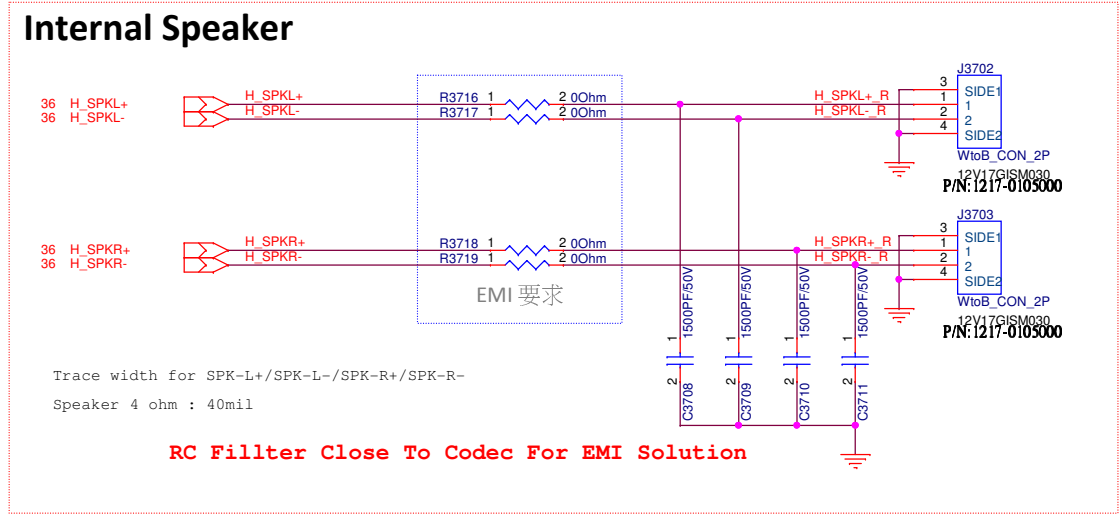 Internal Speaker
J3702
36 H_SPKL+ H_SPKL+ R3716 1 2 0Ohm H_SPKL+_R 3 SIDE1
1 1
36 H_SPKL- H_SPKL- R3717 1 2 0Ohm H_SPKL-_R 2 2
4 SIDE2
WtoB_CON_2P
12V17GISM030
P/N:1217-0105000
J3703
36 H_SPKR+ H_SPKR+ R3718 1 2 0Ohm H_SPKR+_R 3 SIDE1
1 1
36 H_SPKR- H_SPKR- R3719 1 2 0Ohm H_SPKR-_R 2 2
4 SIDE2
WtoB_CON_2P
12V17GISM030
P/N:1217-0105000
EMI 要求
1 2 C3708 1500PF/50V
1 2 C3709 1500PF/50V
1 2 C3710 1500PF/50V
1 2 C3711 1500PF/50V
Trace width for SPK-L+/SPK-L-/SPK-R+/SPK-R-
Speaker 4 ohm : 40mil
RC Fillter Close To Codec For EMI Solution